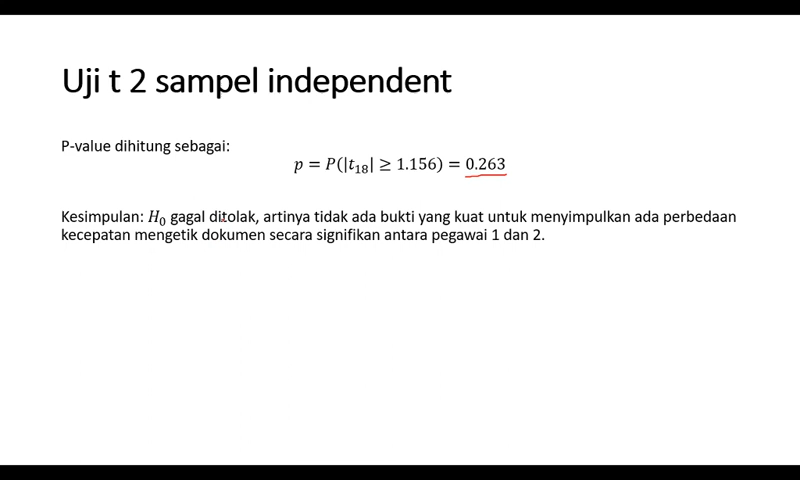 Uji t 2 sampel independent
P-value dihitung sebagai:
𝑝 = 𝑃(|𝑡₁₈| ≥ 1.156) = 0.263
Kesimpulan: 𝐻₀ gagal ditolak, artinya tidak ada bukti yang kuat untuk menyimpulkan ada perbedaan
kecepatan mengetik dokumen secara signifikan antara pegawai 1 dan 2.